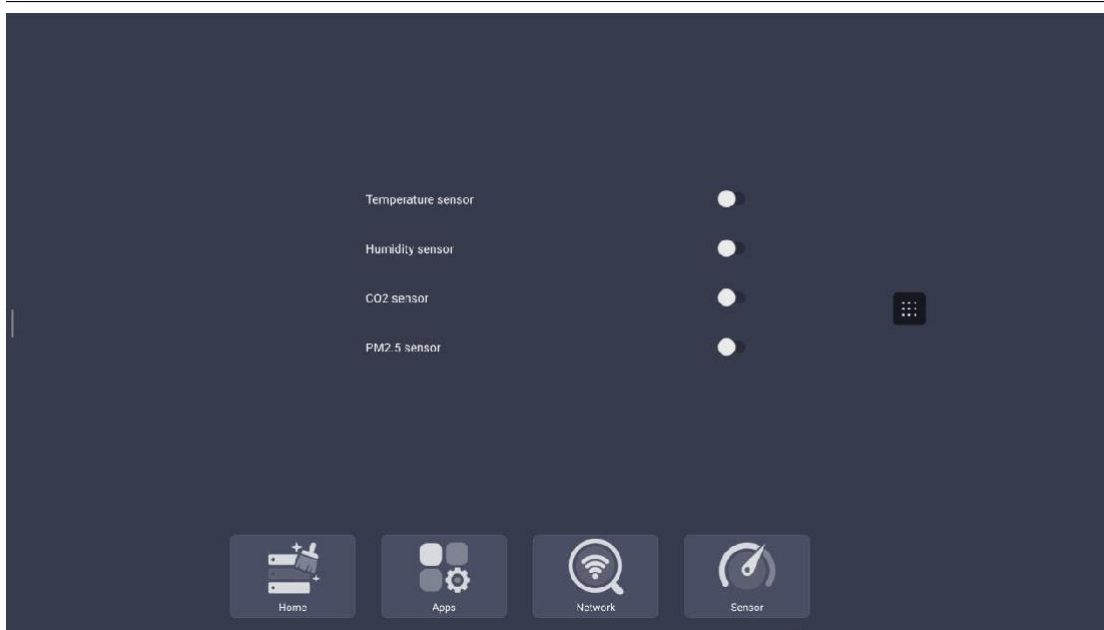 Temperature sensor
Humidity sensor
CO2 sensor
PM2.5 sensor
Home
Apps
Network
Sensor